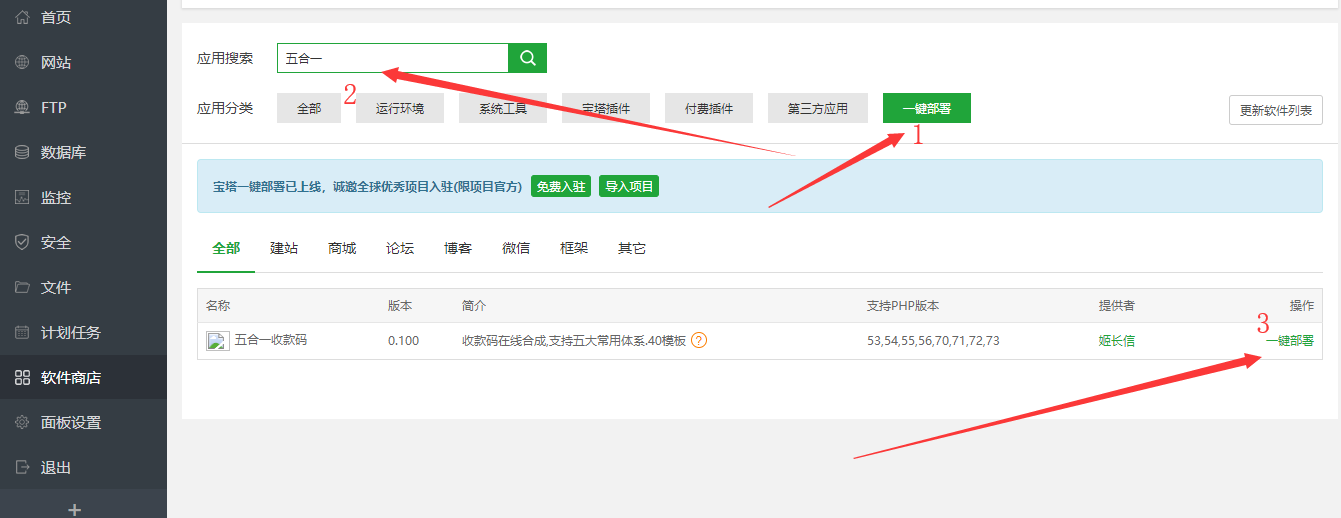 首页
网站
FTP
数据库
监控
安全
文件
计划任务
软件商店
面板设置
退出
+
应用搜索 五合一
2
应用分类 全部 运行环境 系统工具 宝塔插件 付费插件 第三方应用 一键部署 更新软件列表
1
宝塔一键部署已上线，诚邀全球优秀项目入驻(限项目官方) 免费入驻 导入项目
全部 建站 商城 论坛 博客 微信 框架 其它
名称 版本 简介 支持PHP版本 提供者 操作
3
五合一收款码 0.100 收款码在线合成,支持五大常用体系.40模板 ? 53,54,55,56,70,71,72,73 姬长信 一键部署